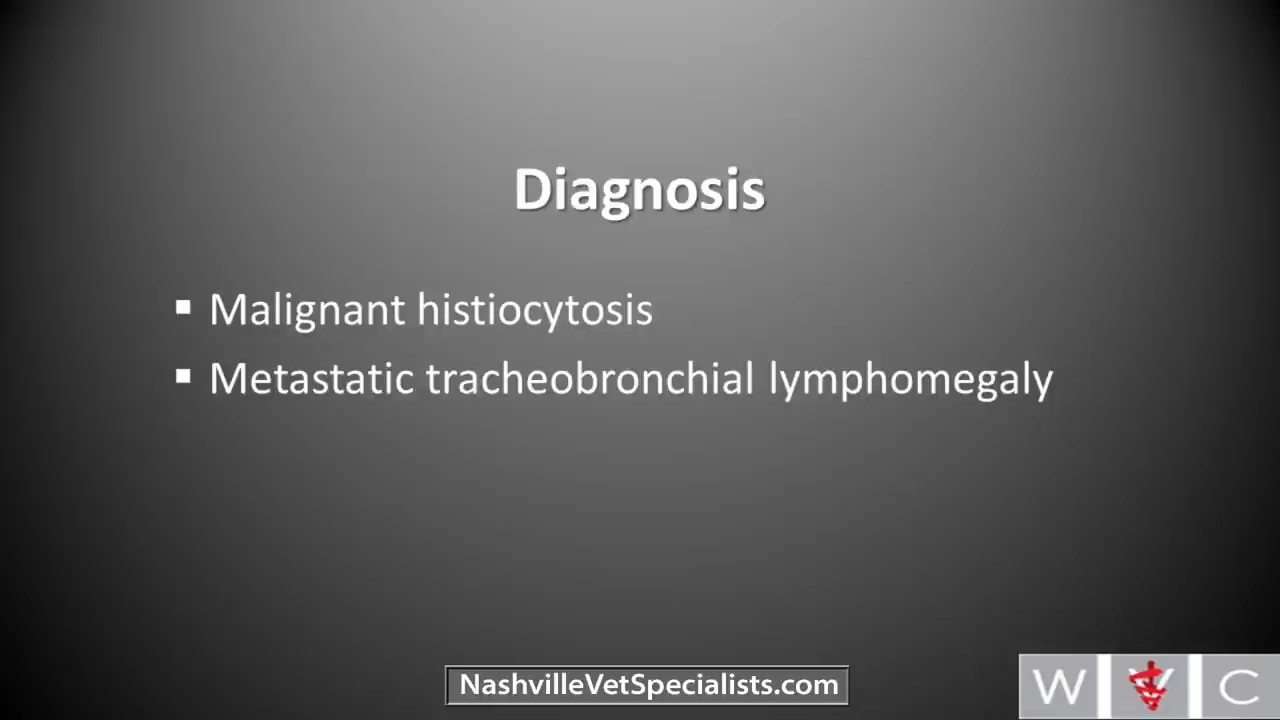 Diagnosis
▪ Malignant histiocytosis
▪ Metastatic tracheobronchial lymphomegaly
NashvilleVetSpecialists.com
W V C